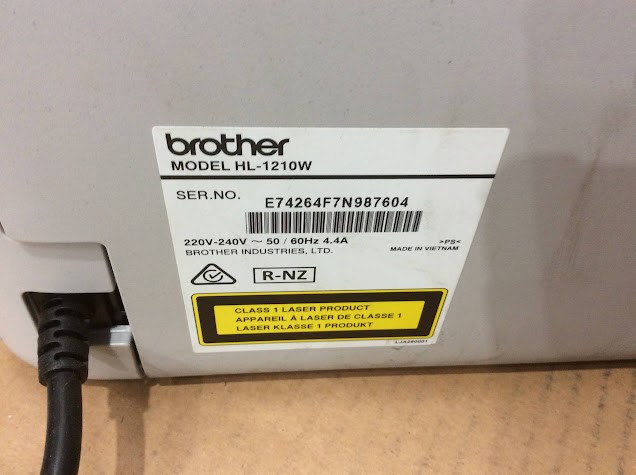 brother
MODEL HL-1210W
SER.NO. E74264F7N987604
220V-240V ~ 50 / 60Hz 4.4A >PS<
BROTHER INDUSTRIES, LTD. MADE IN VIETNAM
R-NZ
CLASS 1 LASER PRODUCT
APPAREIL À LASER DE CLASSE 1
LASER KLASSE 1 PRODUKT